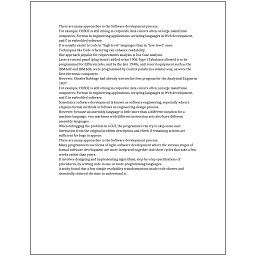 There are many approaches to the Software development process.
For example, COBOL is still strong in corporate data centers often on large mainframe
computers, Fortran in engineering applications, scripting languages in Web development,
and C in embedded software.
It is usually easier to code in "high-level" languages than in "low-level" ones.
Techniques like Code refactoring can enhance readability.
One approach popular for requirements analysis is Use Case analysis.
Later a control panel (plug board) added to his 1906 Type I Tabulator allowed it to be
programmed for different jobs, and by the late 1940s, unit record equipment such as the
IBM 602 and IBM 604, were programmed by control panels in a similar way, as were the
first electronic computers.
However, Charles Babbage had already written his first program for the Analytical Engine in
1837.
For example, COBOL is still strong in corporate data centers often on large mainframe
computers, Fortran in engineering applications, scripting languages in Web development,
and C in embedded software.
Sometimes software development is known as software engineering, especially when it
employs formal methods or follows an engineering design process.
However, because an assembly language is little more than a different notation for a
machine language, two machines with different instruction sets also have different
assembly languages.
When debugging the problem in a GUI, the programmer can try to skip some user
interaction from the original problem description and check if remaining actions are
sufficient for bugs to appear.
There are many approaches to the Software development process.
Many programmers use forms of Agile software development where the various stages of
formal software development are more integrated together into short cycles that take a few
weeks rather than years.
It involves designing and implementing algorithms, step-by-step specifications of
procedures, by writing code in one or more programming languages.
A study found that a few simple readability transformations made code shorter and
drastically reduced the time to understand it.